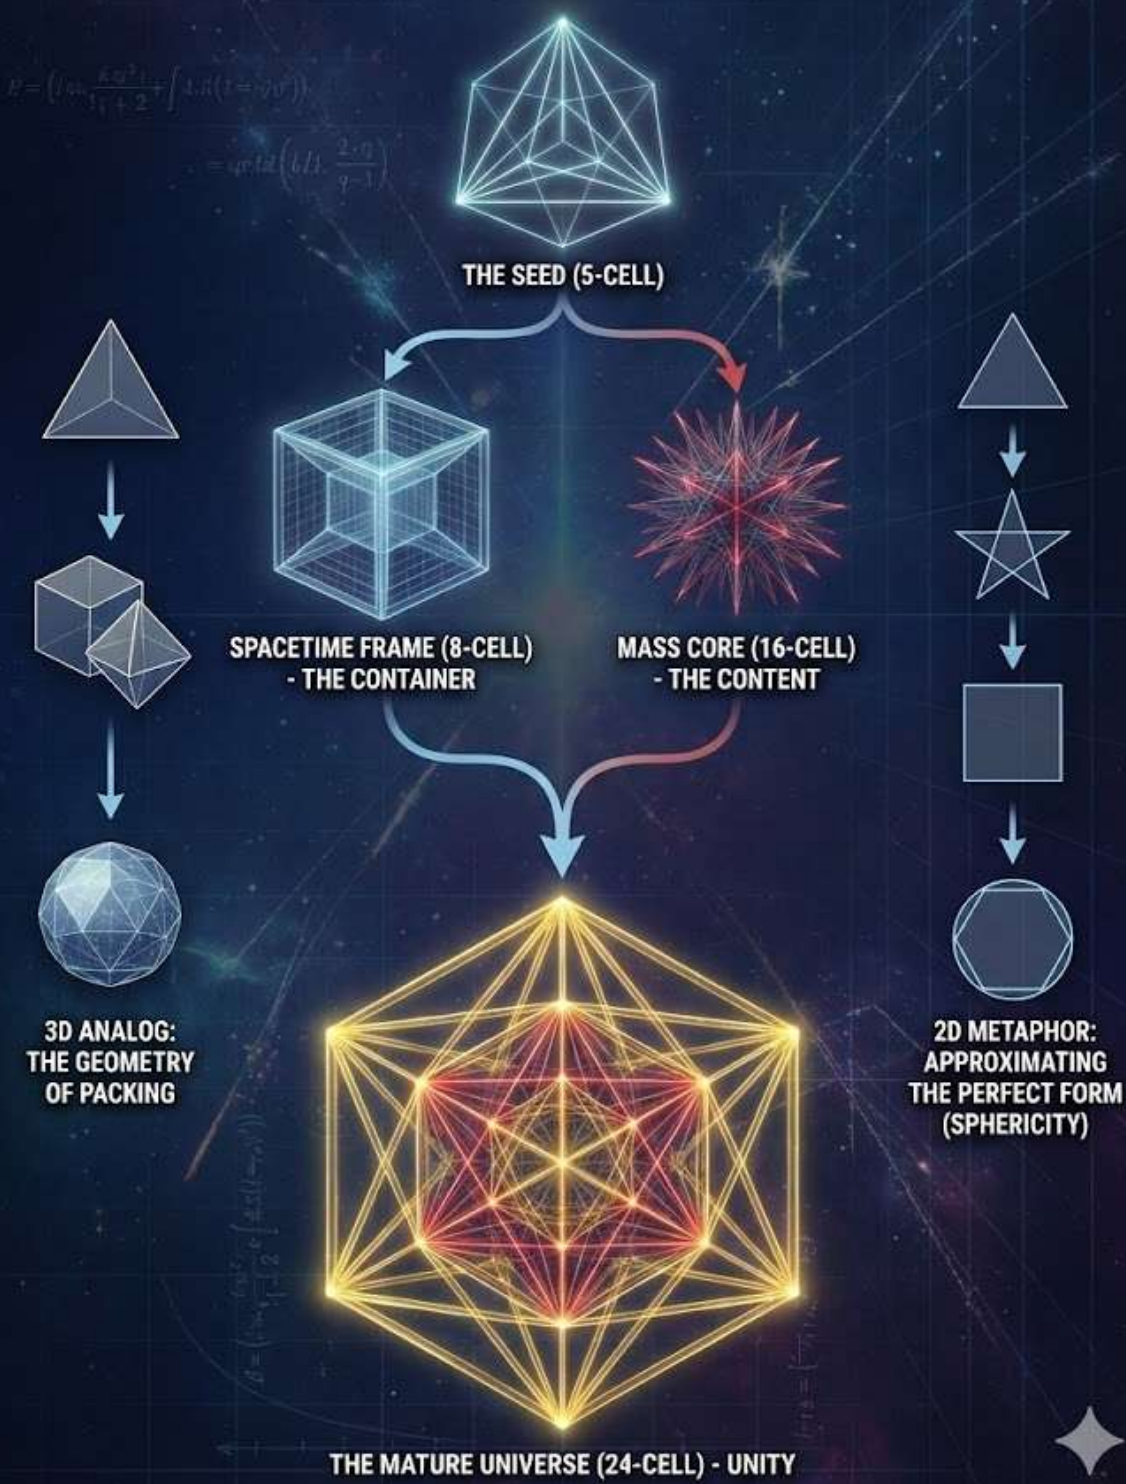 THE SEED (5-CELL)
SPACETIME FRAME (8-CELL)
- THE CONTAINER
MASS CORE (16-CELL)
- THE CONTENT
3D ANALOG:
THE GEOMETRY
OF PACKING
2D METAPHOR:
APPROXIMATING
THE PERFECT FORM
(SPHERICITY)
THE MATURE UNIVERSE (24-CELL) - UNITY